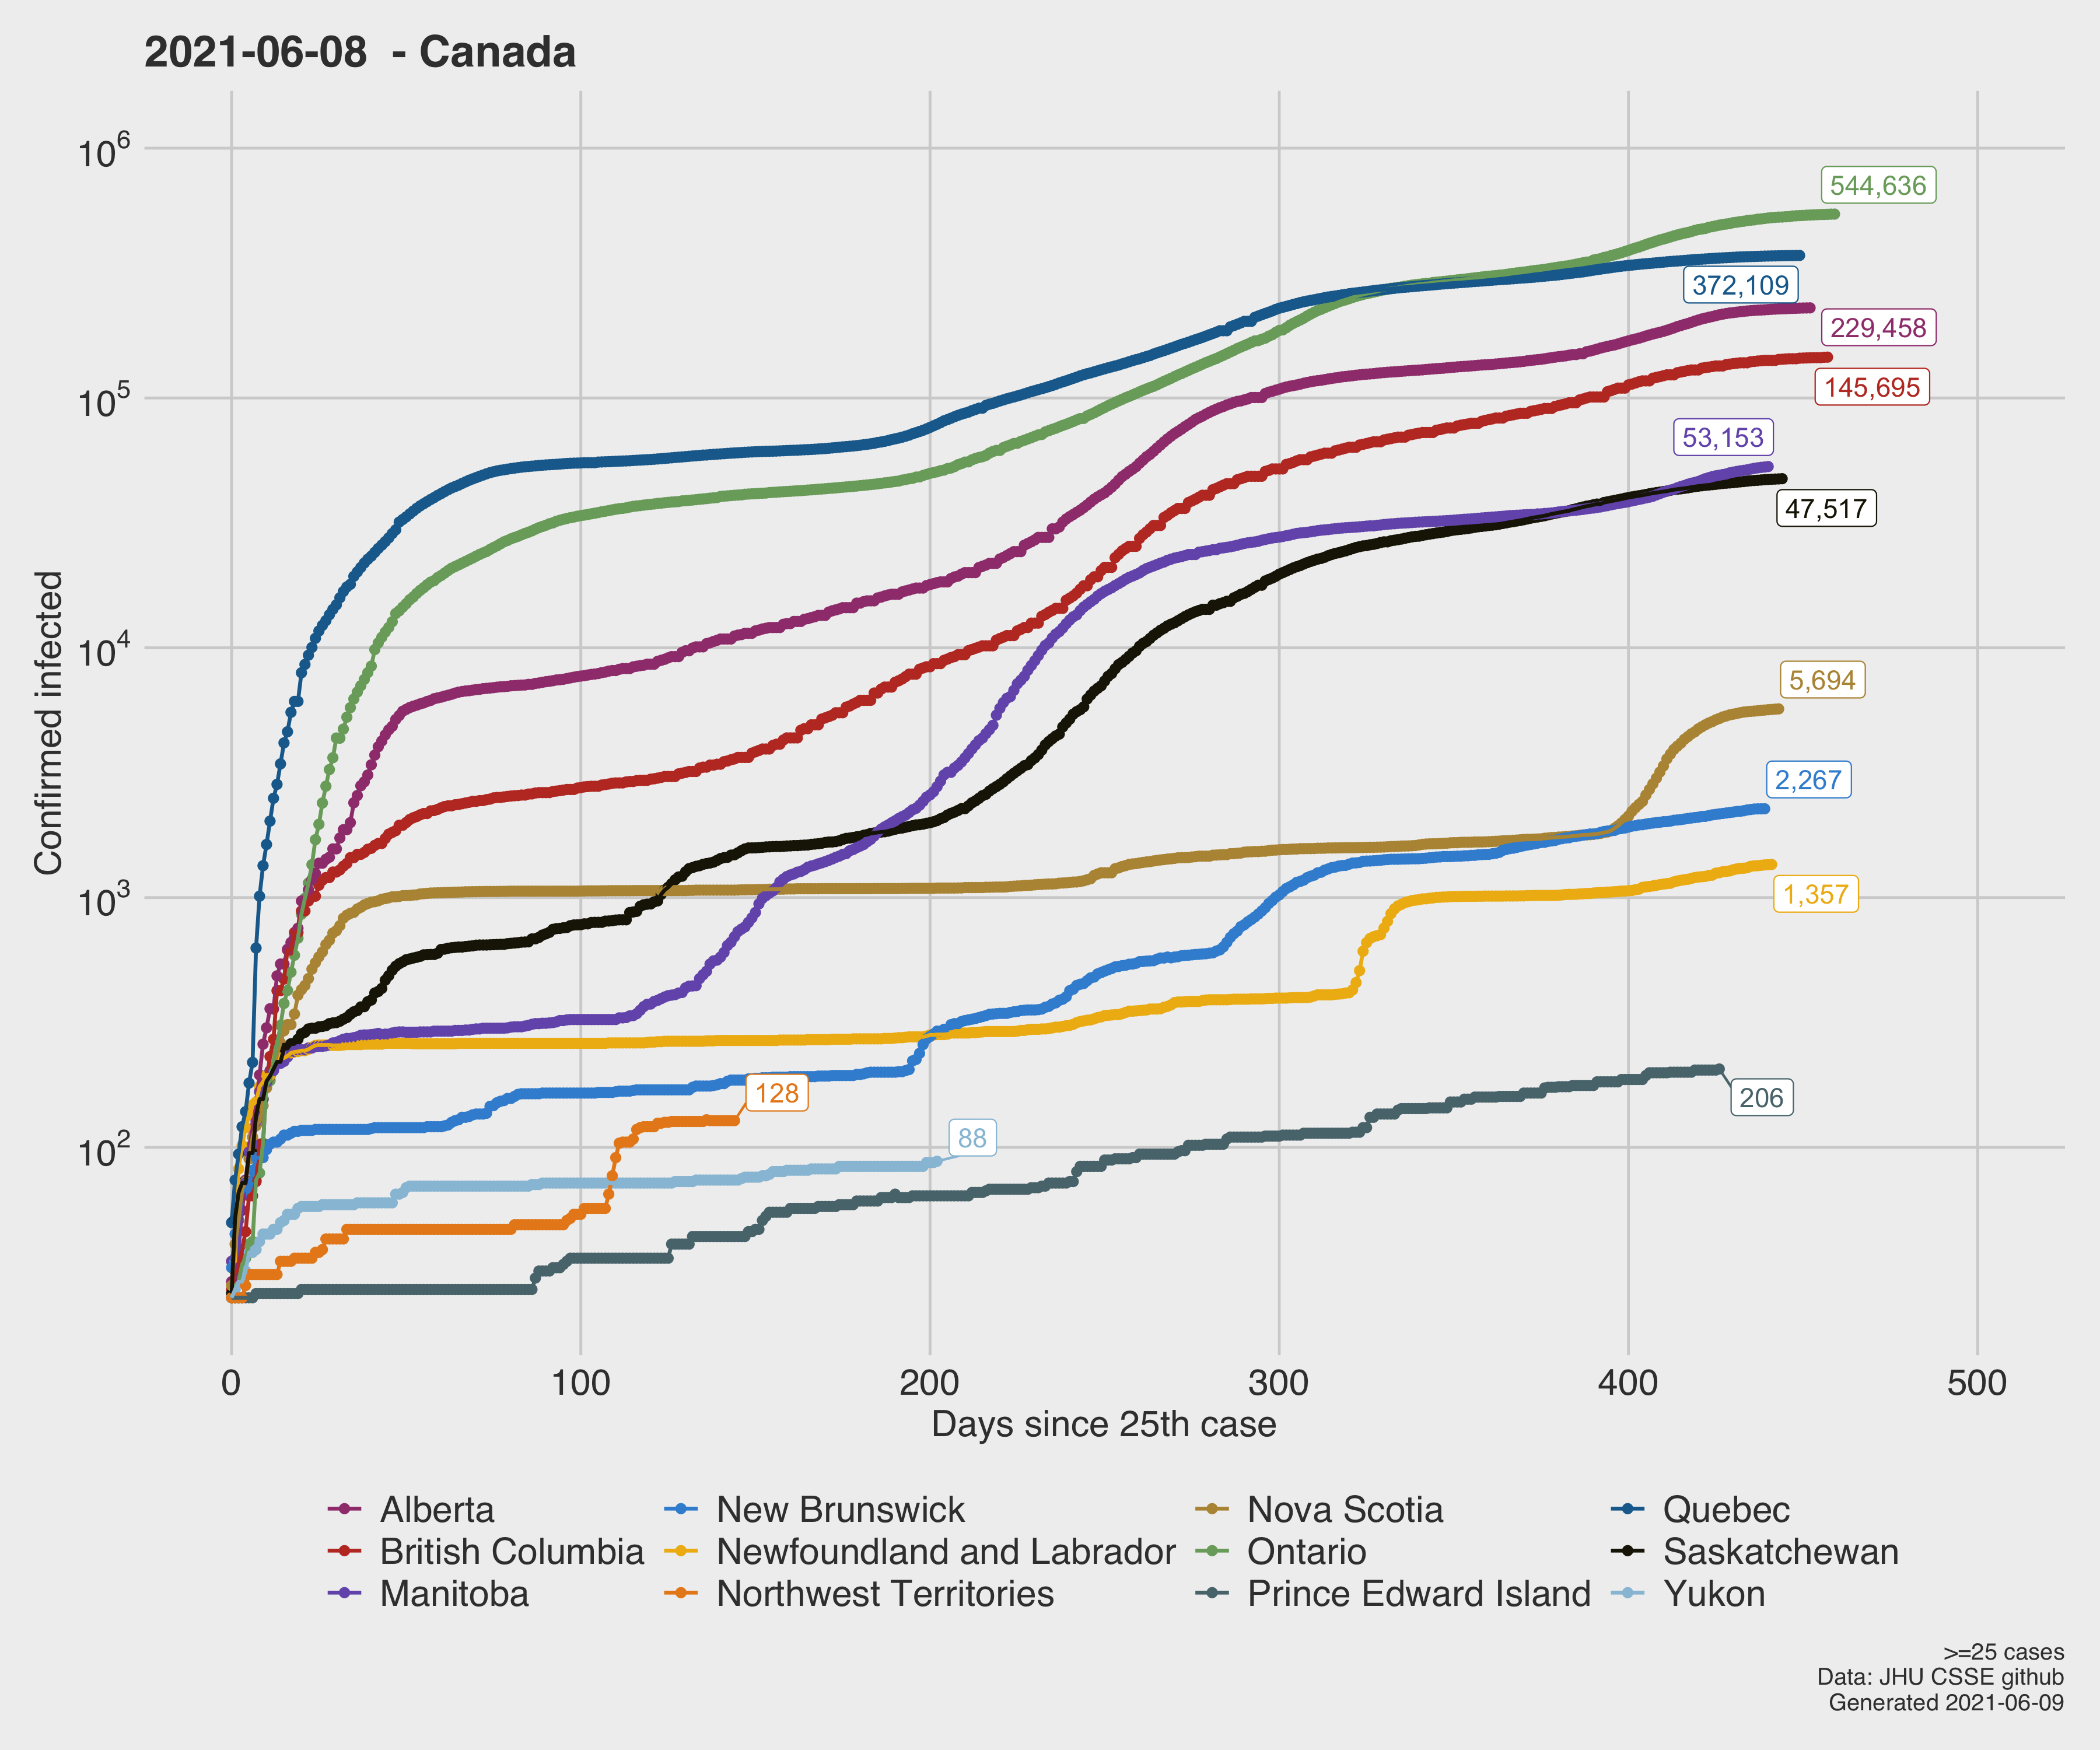 2021-06-08 - Canada
10^6
10^5
10^4
10^3
10^2
Confirmed infected
544,636
372,109
229,458
145,695
53,153
47,517
5,694
2,267
1,357
128
206
88
0 100 200 300 400 500
Days since 25th case
Alberta New Brunswick Nova Scotia Quebec
British Columbia Newfoundland and Labrador Ontario Saskatchewan
Manitoba Northwest Territories Prince Edward Island Yukon
>=25 cases
Data: JHU CSSE github
Generated 2021-06-09